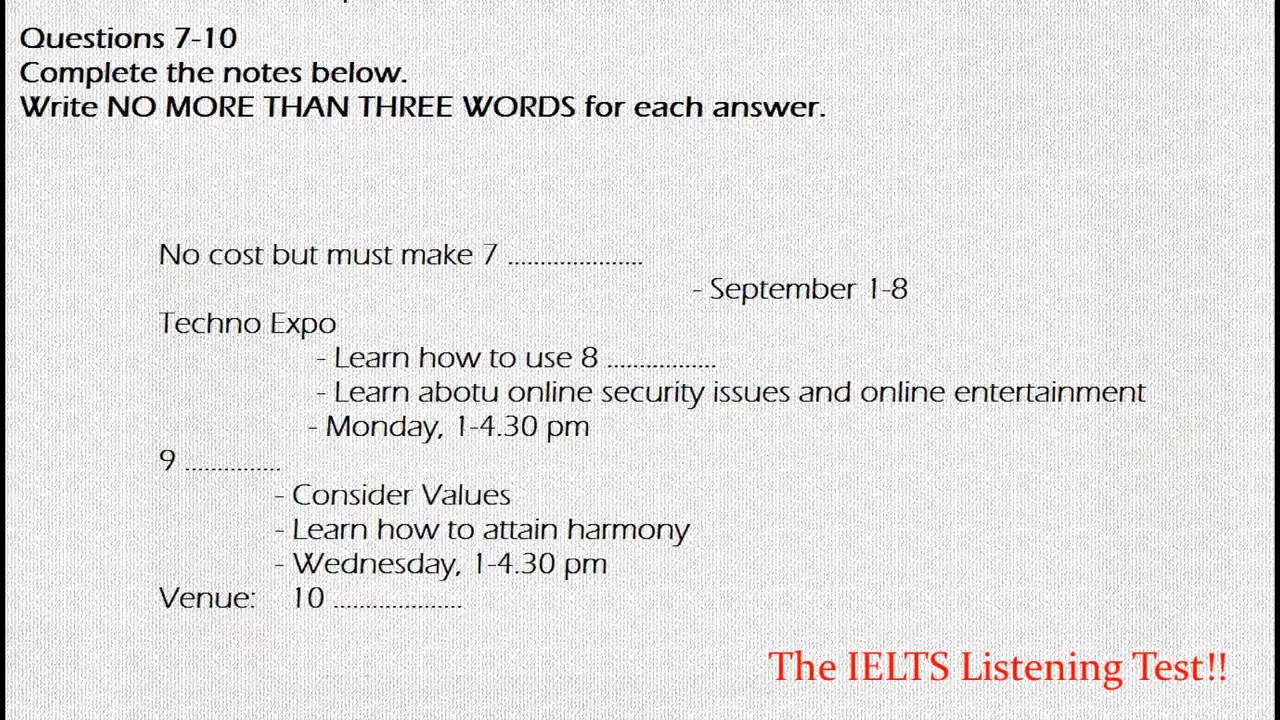 Questions 7-10
Complete the notes below.
Write NO MORE THAN THREE WORDS for each answer.
No cost but must make 7 .....................
- September 1-8
Techno Expo
- Learn how to use 8 .................
- Learn abotu online security issues and online entertainment
- Monday, 1-4.30 pm
9 ...............
- Consider Values
- Learn how to attain harmony
- Wednesday, 1-4.30 pm
Venue: 10 ....................
The IELTS Listening Test!!